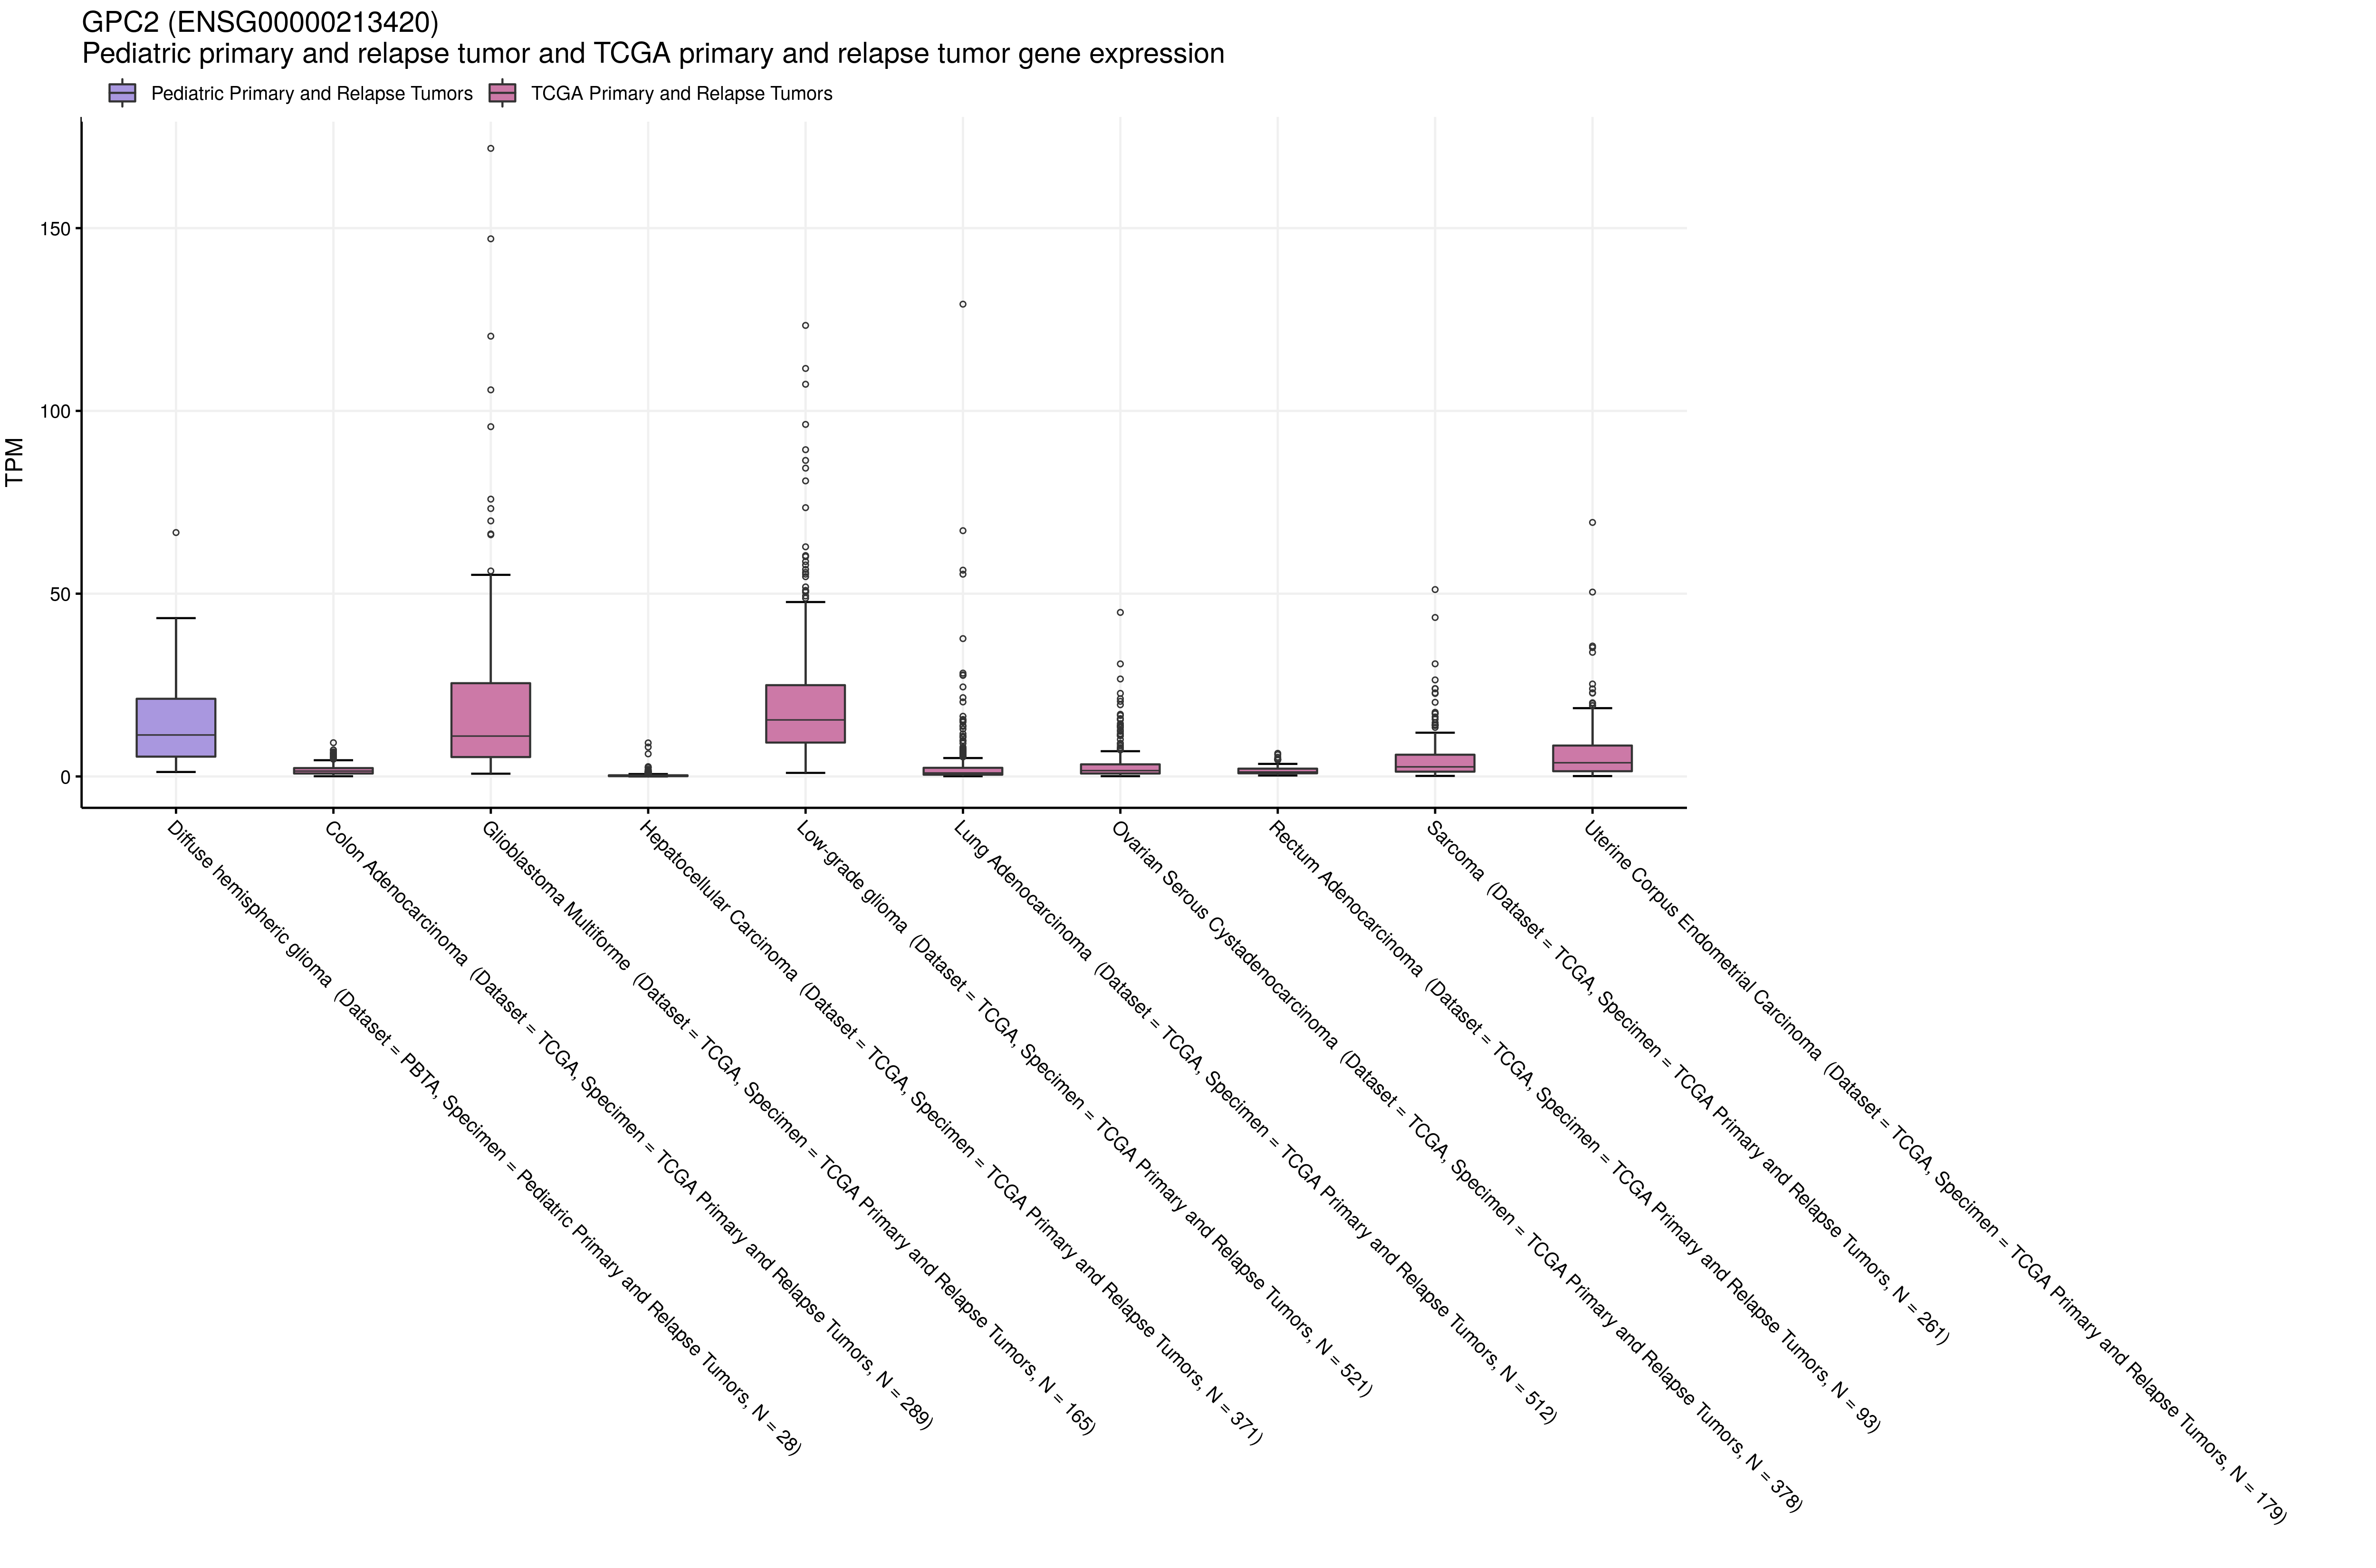 GPC2 (ENSG00000213420)
Pediatric primary and relapse tumor and TCGA primary and relapse tumor gene expression
Pediatric Primary and Relapse Tumors
TCGA Primary and Relapse Tumors
TPM
150
100
50
0
Diffuse hemispheric glioma (Dataset = PBTA, Specimen = Pediatric Primary and Relapse Tumors, N = 28)
Colon Adenocarcinoma (Dataset = TCGA, Specimen = TCGA Primary and Relapse Tumors, N = 289)
Glioblastoma Multiforme (Dataset = TCGA, Specimen = TCGA Primary and Relapse Tumors, N = 165)
Hepatocellular Carcinoma (Dataset = TCGA, Specimen = TCGA Primary and Relapse Tumors, N = 371)
Low-grade glioma (Dataset = TCGA, Specimen = TCGA Primary and Relapse Tumors, N = 521)
Lung Adenocarcinoma (Dataset = TCGA, Specimen = TCGA Primary and Relapse Tumors, N = 512)
Ovarian Serous Cystadenocarcinoma (Dataset = TCGA, Specimen = TCGA Primary and Relapse Tumors, N = 378)
Rectum Adenocarcinoma (Dataset = TCGA, Specimen = TCGA Primary and Relapse Tumors, N = 93)
Sarcoma (Dataset = TCGA, Specimen = TCGA Primary and Relapse Tumors, N = 261)
Uterine Corpus Endometrial Carcinoma (Dataset = TCGA, Specimen = TCGA Primary and Relapse Tumors, N = 179)